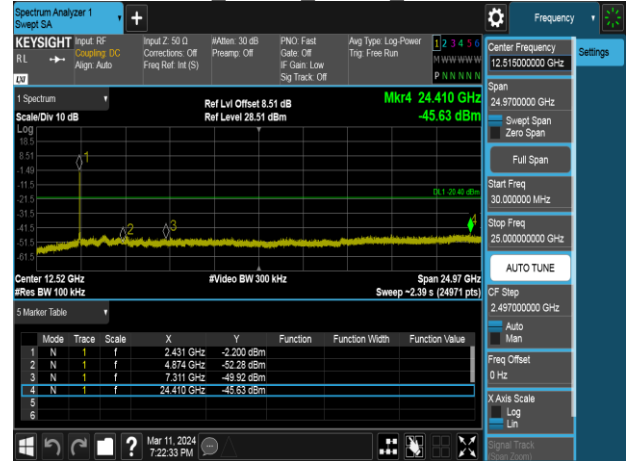 Spectrum Analyzer 1
Swept SA
+
Frequency
KEYSIGHT
RL
LXI
Input: RF
Coupling: DC
Align: Auto
Input Z: 50 Ω
Corrections: Off
Freq Ref: Int (S)
#Atten: 30 dB
Preamp: Off
PNO: Fast
Gate: Off
IF Gain: Low
Sig Track: Off
Avg Type: Log-Power
Trig: Free Run
1 2 3 4 5 6
M W W W W W
P N N N N N
1 Spectrum
Scale/Div 10 dB
Ref Lvl Offset 8.51 dB
Ref Level 28.51 dBm
Mkr4 24.410 GHz
-45.63 dBm
Log
18.5
8.51
-1.49
-11.5
-21.5
-31.5
-41.5
-51.5
-61.5
1
2
3
4
DL1 -20.40 dBm
Center 12.52 GHz
#Video BW 300 kHz
Span 24.97 GHz
#Res BW 100 kHz
Sweep ~2.39 s (24971 pts)
5 Marker Table
Mode Trace Scale X Y Function Function Width Function Value
1 N 1 f 2.431 GHz -2.200 dBm
2 N 1 f 4.874 GHz -52.28 dBm
3 N 1 f 7.311 GHz -49.92 dBm
4 N 1 f 24.410 GHz -45.63 dBm
5
6
?
Mar 11, 2024
7:22:33 PM
Center Frequency
12.515000000 GHz
Settings
Span
24.9700000 GHz
Swept Span
Zero Span
Full Span
Start Freq
30.000000 MHz
Stop Freq
25.000000000 GHz
AUTO TUNE
CF Step
2.497000000 GHz
Auto
Man
Freq Offset
0 Hz
X Axis Scale
Log
Lin
Signal Track
(Span Zoom)